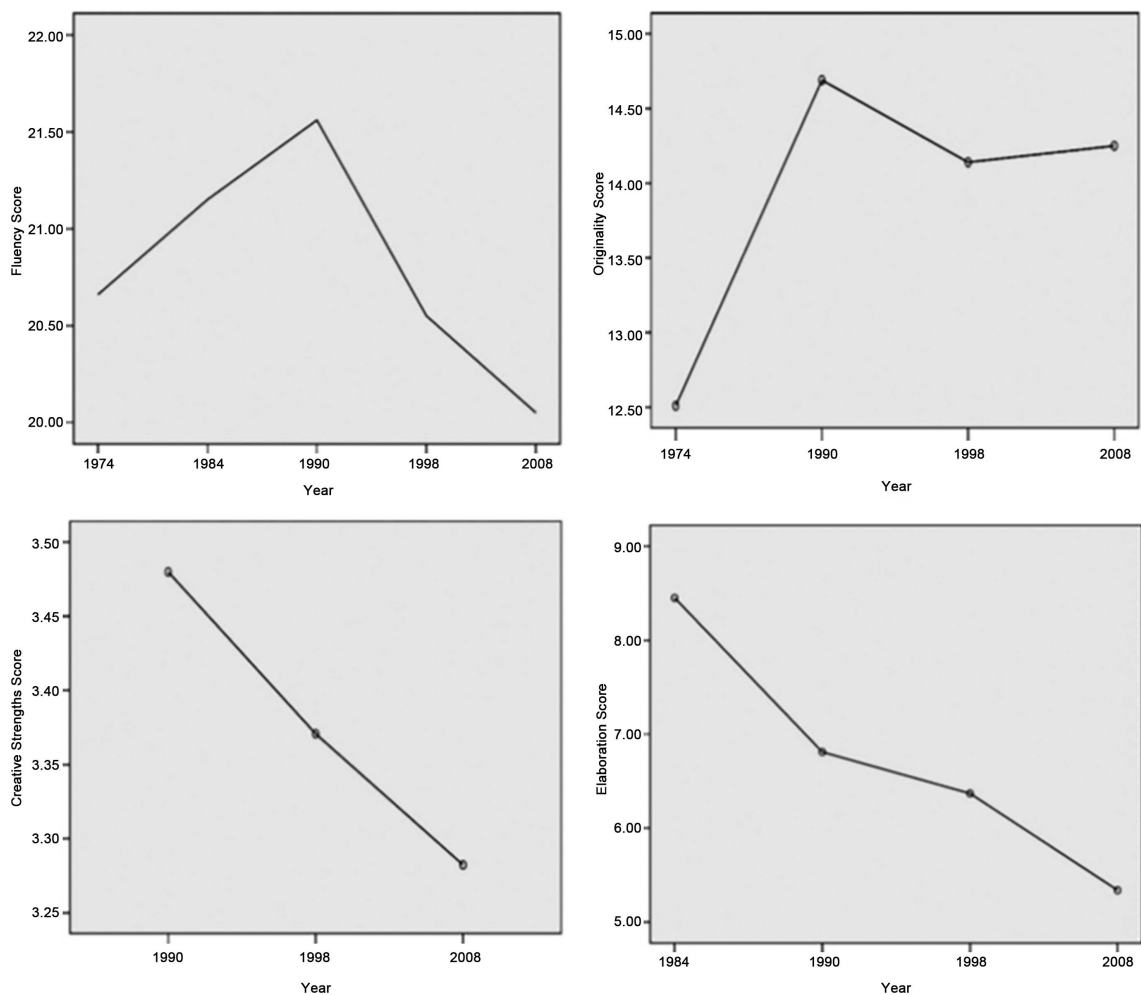 22.00
21.50
21.00
20.50
20.00
Fluency Score
1974 1984 1990 1998 2008
Year
15.00
14.50
14.00
13.50
13.00
12.50
Originality Score
1974 1990 1998 2008
Year
3.50
3.45
3.40
3.35
3.30
3.25
Creative Strengths Score
1990 1998 2008
Year
9.00
8.00
7.00
6.00
5.00
Elaboration Score
1984 1990 1998 2008
Year